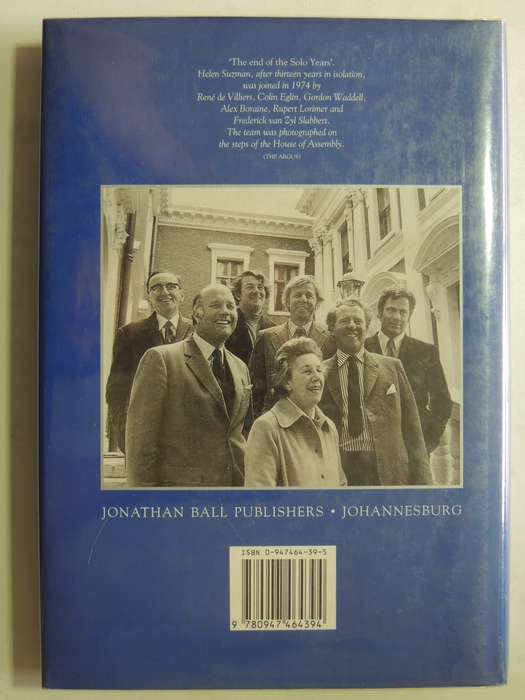 'The end of the Solo Years'.
Helen Suzman, after thirteen years in isolation,
was joined in 1974 by
René de Villiers, Colin Eglin, Gordon Waddell,
Alex Boraine, Rupert Lorimer and
Frederick van Zyl Slabbert.
The team was photographed on
the steps of the House of Assembly.
(THE ARGUS)
JONATHAN BALL PUBLISHERS • JOHANNESBURG
ISBN 0-947464-39-5
9 780947 464394